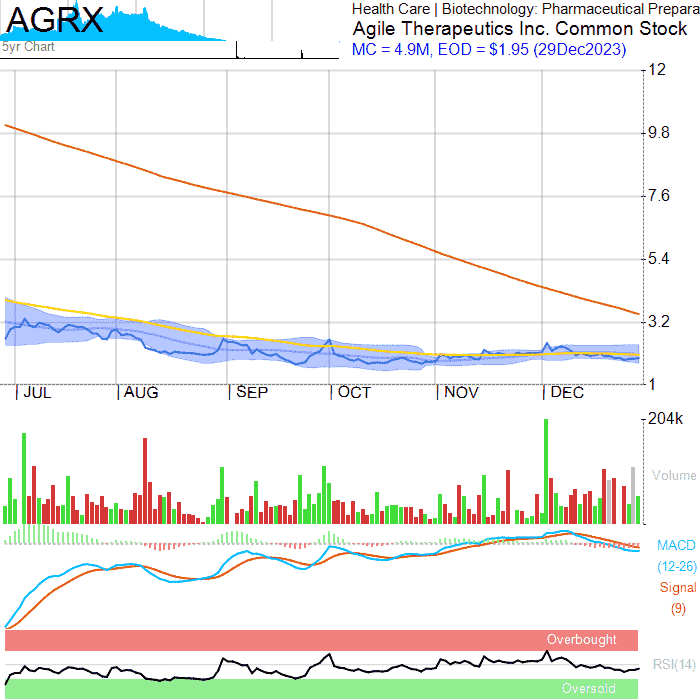 AGRX
5yr Chart
Health Care | Biotechnology: Pharmaceutical Prepara
Agile Therapeutics Inc. Common Stock
MC = 4.9M, EOD = $1.95 (29Dec2023)
12
9.8
7.6
5.4
3.2
1
JUL AUG SEP OCT NOV DEC
204k
Volume
MACD
(12-26)
Signal
(9)
Overbought
RSI(14)
Oversold